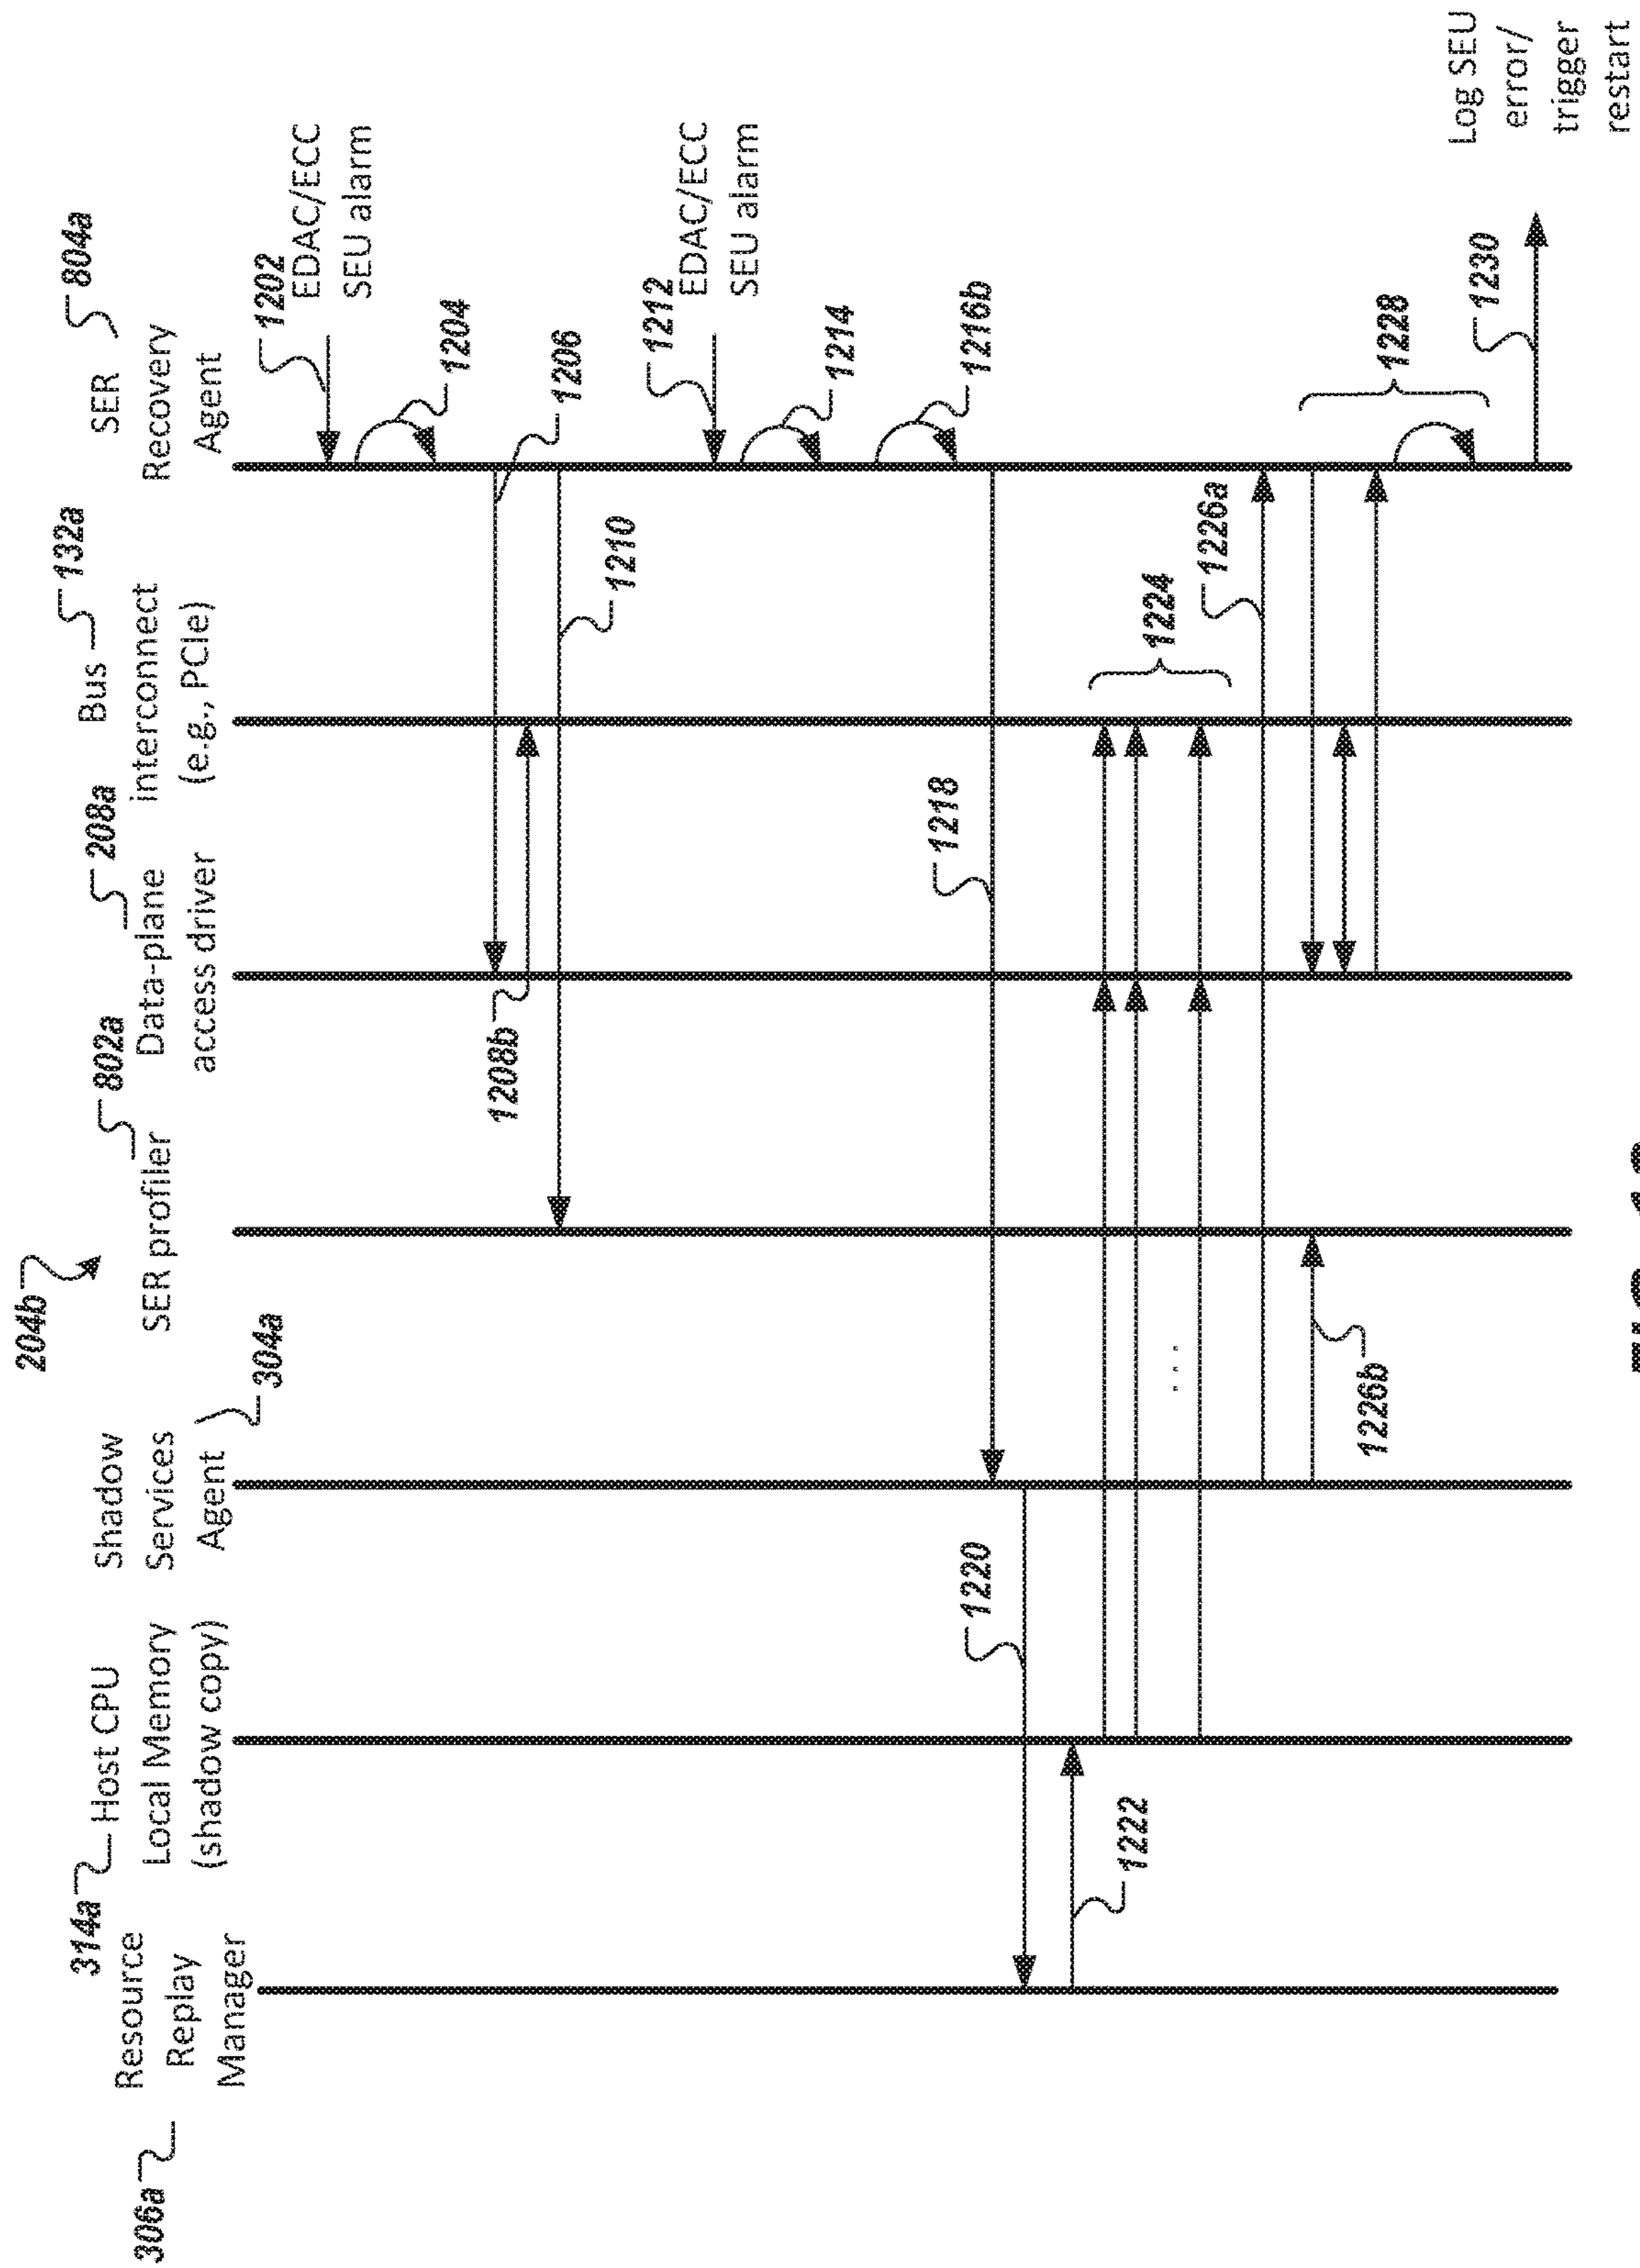 204b
306a
Resource
Replay
Manager
314a
Host CPU
Local Memory
(shadow copy)
Shadow
Services
Agent
304a
SER profiler
802a
Data-plane
access driver
208a
Bus
interconnect
(e.g., PCIe)
132a
SER
Recovery
Agent
804a
1202
EDAC/ECC
SEU alarm
1204
1206
1208b
1210
1212
EDAC/ECC
SEU alarm
1214
1216b
1218
1220
1222
1224
...
1226a
1226b
1228
1230
Log SEU
error/
trigger
restart